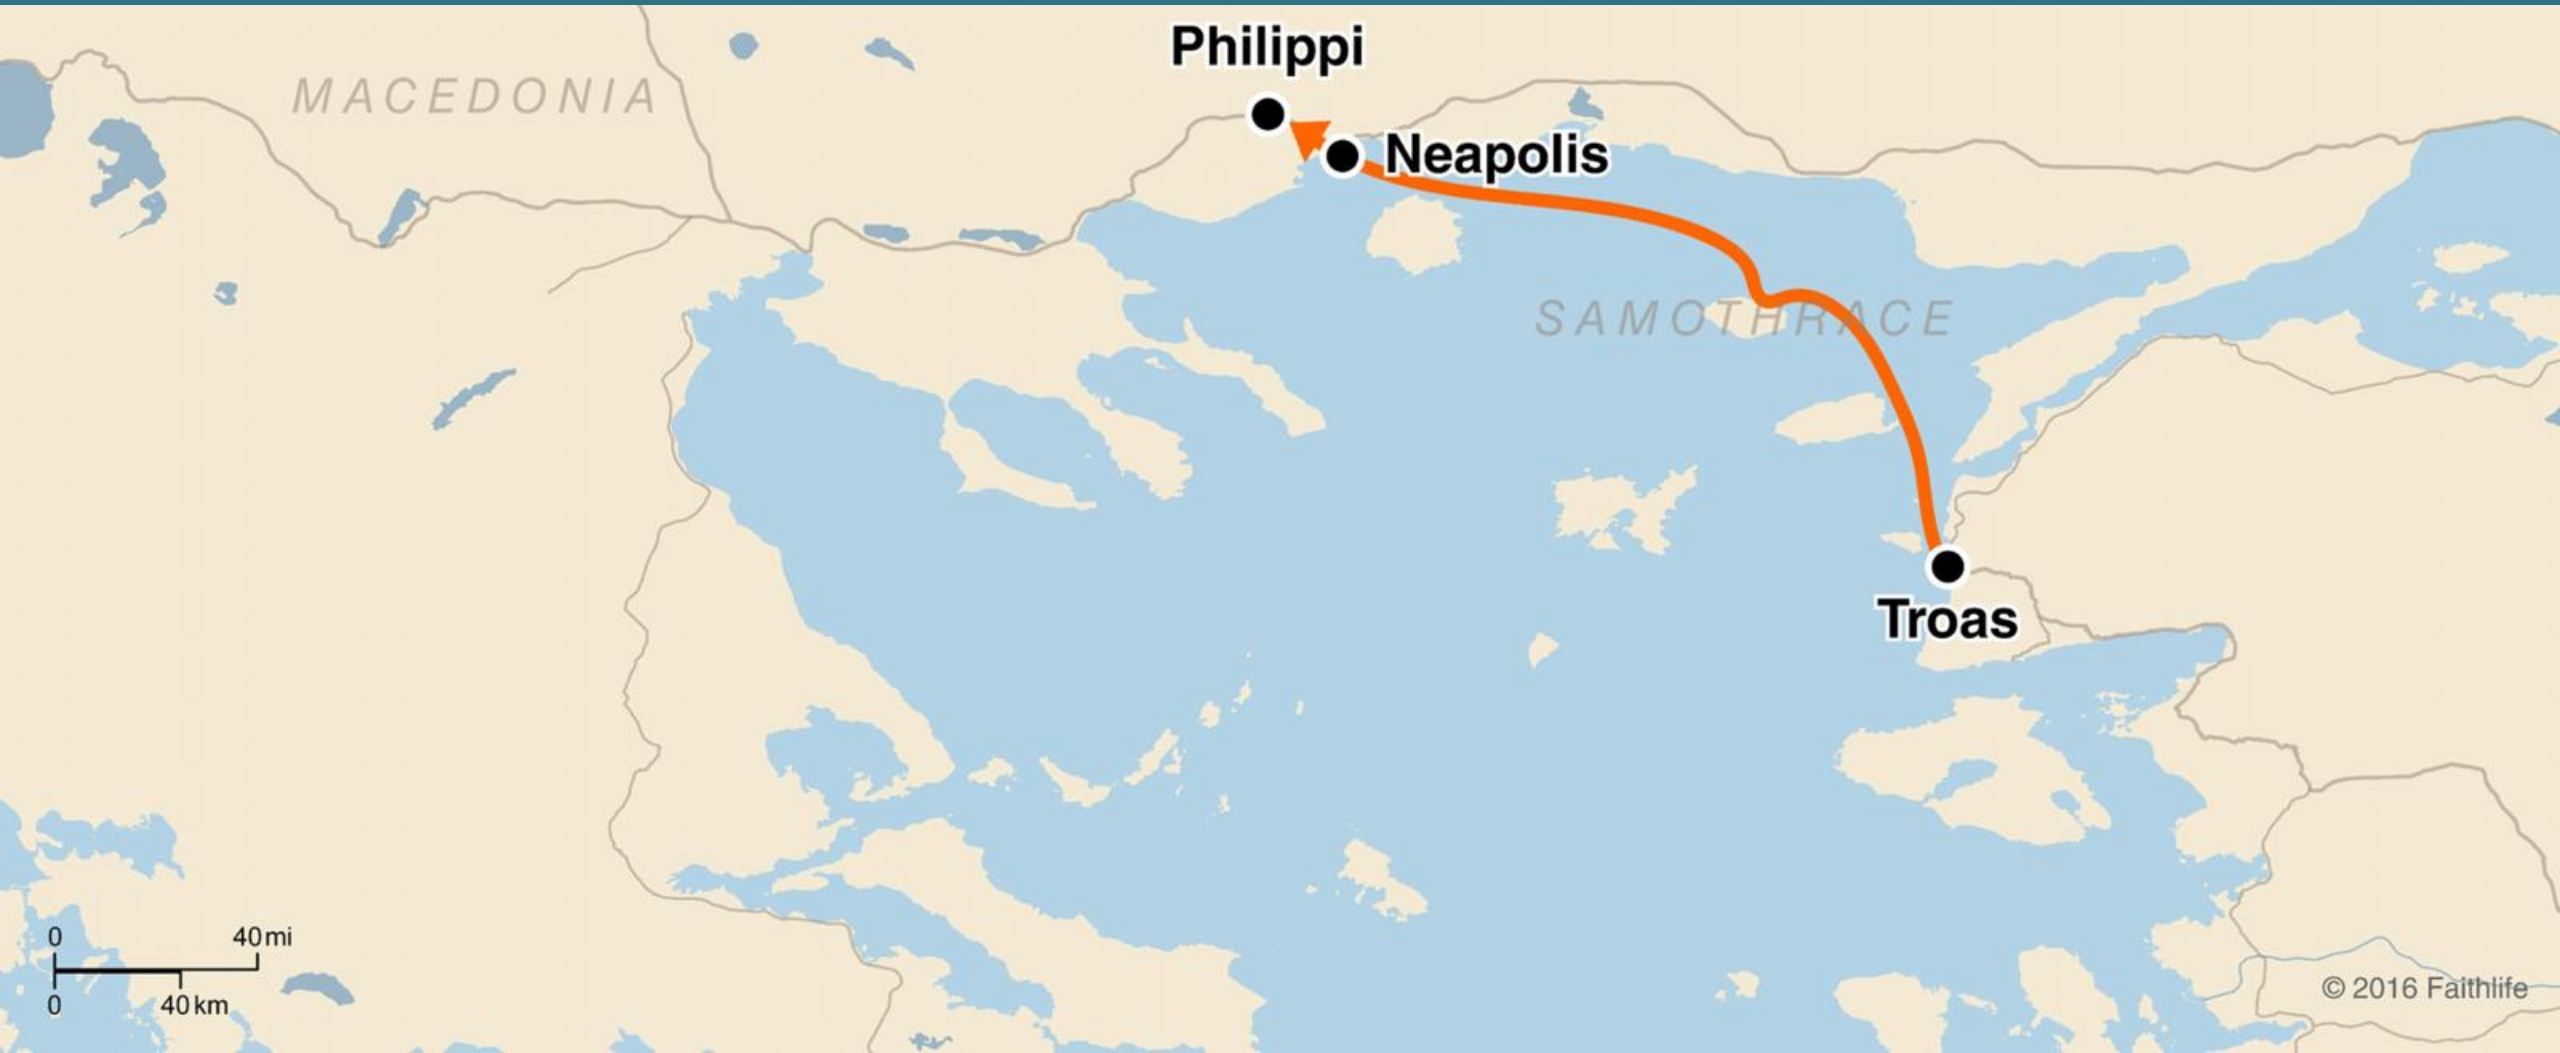 Philippi
MACEDONIA
Neapolis
SAMOTHRACE
Troas
0 40 mi
0 40 km
© 2016 Faithlife